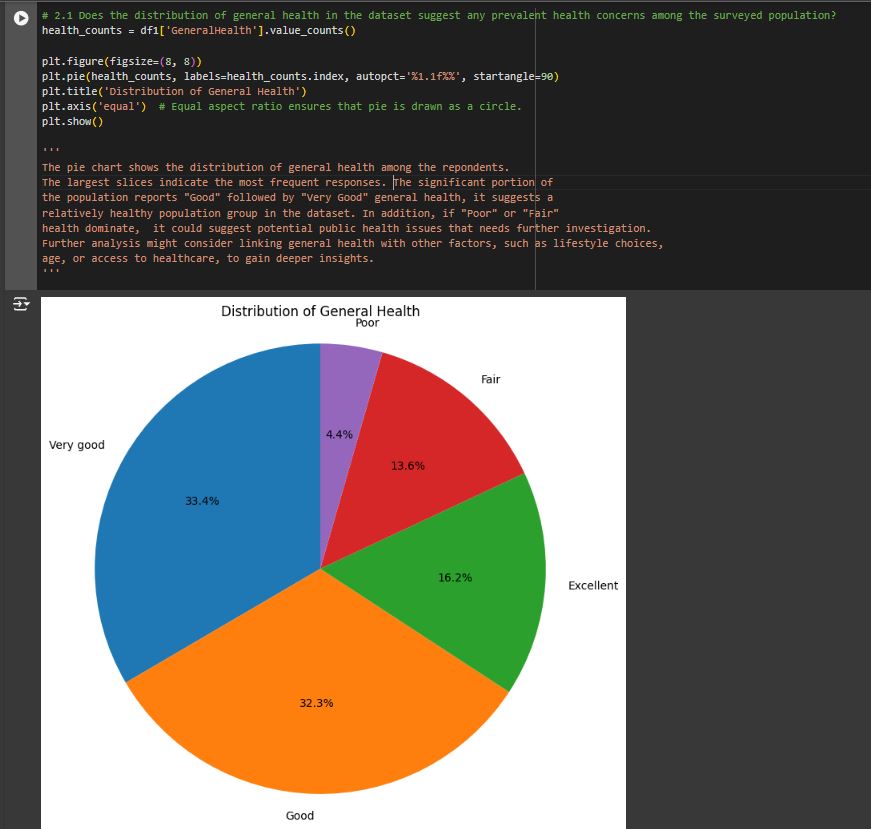 # 2.1 Does the distribution of general health in the dataset suggest any prevalent health concerns among the surveyed population?
health_counts = df1['GeneralHealth'].value_counts()
plt.figure(figsize=(8, 8))
plt.pie(health_counts, labels=health_counts.index, autopct='%1.1f%%', startangle=90)
plt.title('Distribution of General Health')
plt.axis('equal')  # Equal aspect ratio ensures that pie is drawn as a circle.
plt.show()
'''
The pie chart shows the distribution of general health among the repondents.
The largest slices indicate the most frequent responses. The significant portion of
the population reports "Good" followed by "Very Good" general health, it suggests a
relatively healthy population group in the dataset. In addition, if "Poor" or "Fair"
health dominate,  it could suggest potential public health issues that needs further investigation.
Further analysis might consider linking general health with other factors, such as lifestyle choices,
age, or access to healthcare, to gain deeper insights.
'''
Distribution of General Health
Poor
Fair
4.4%
Very good
13.6%
33.4%
16.2%
Excellent
32.3%
Good